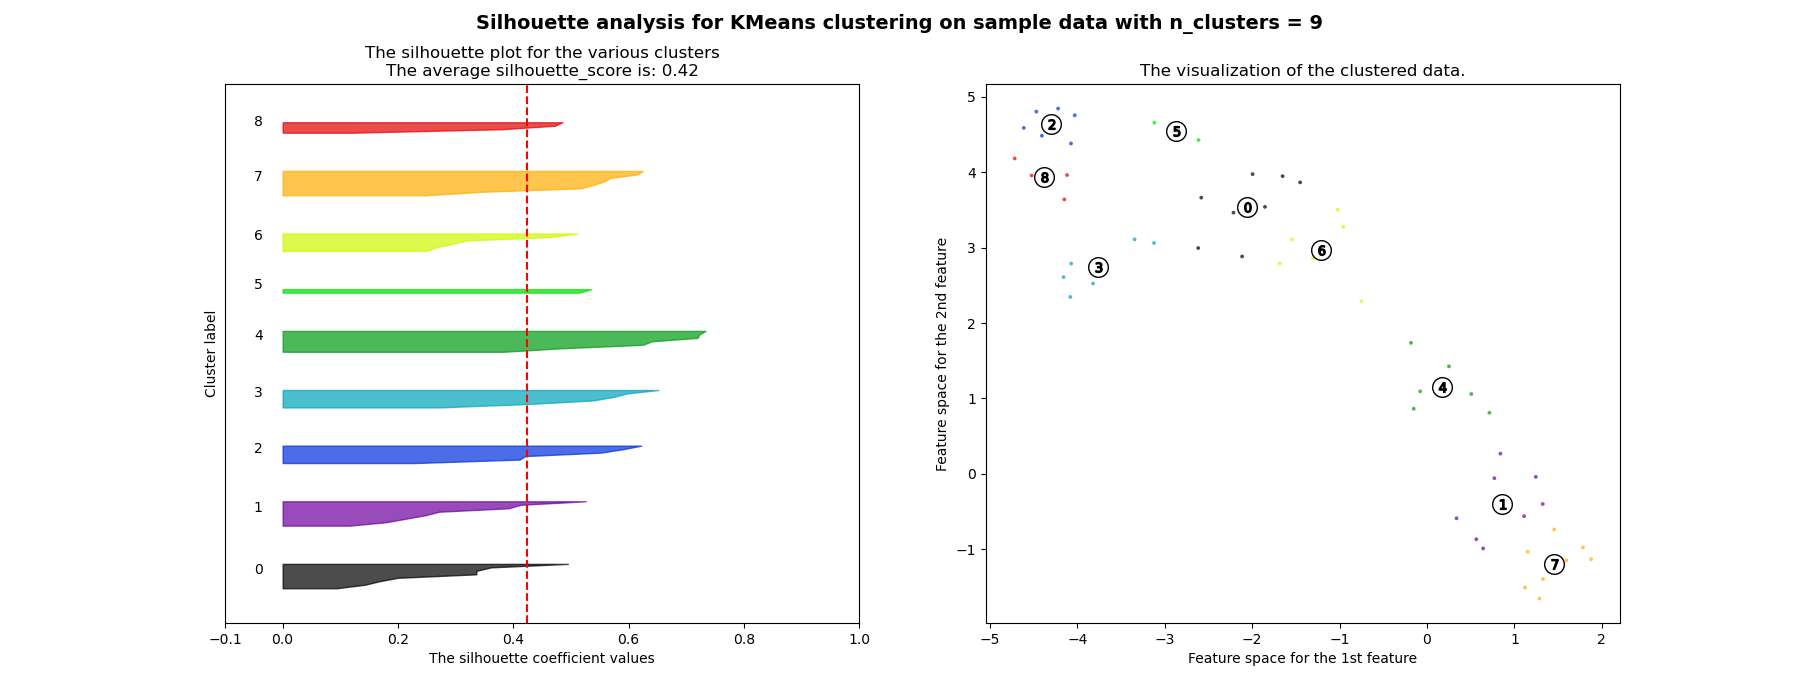 Silhouette analysis for KMeans clustering on sample data with n_clusters = 9
The silhouette plot for the various clusters
The average silhouette_score is: 0.42
8
7
6
5
4
3
2
1
0
Cluster label
−0.1 0.0 0.2 0.4 0.6 0.8 1.0
The silhouette coefficient values
The visualization of the clustered data.
5
4
3
2
1
0
−1
Feature space for the 2nd feature
2
5
8
0
6
3
4
1
7
−5 −4 −3 −2 −1 0 1 2
Feature space for the 1st feature